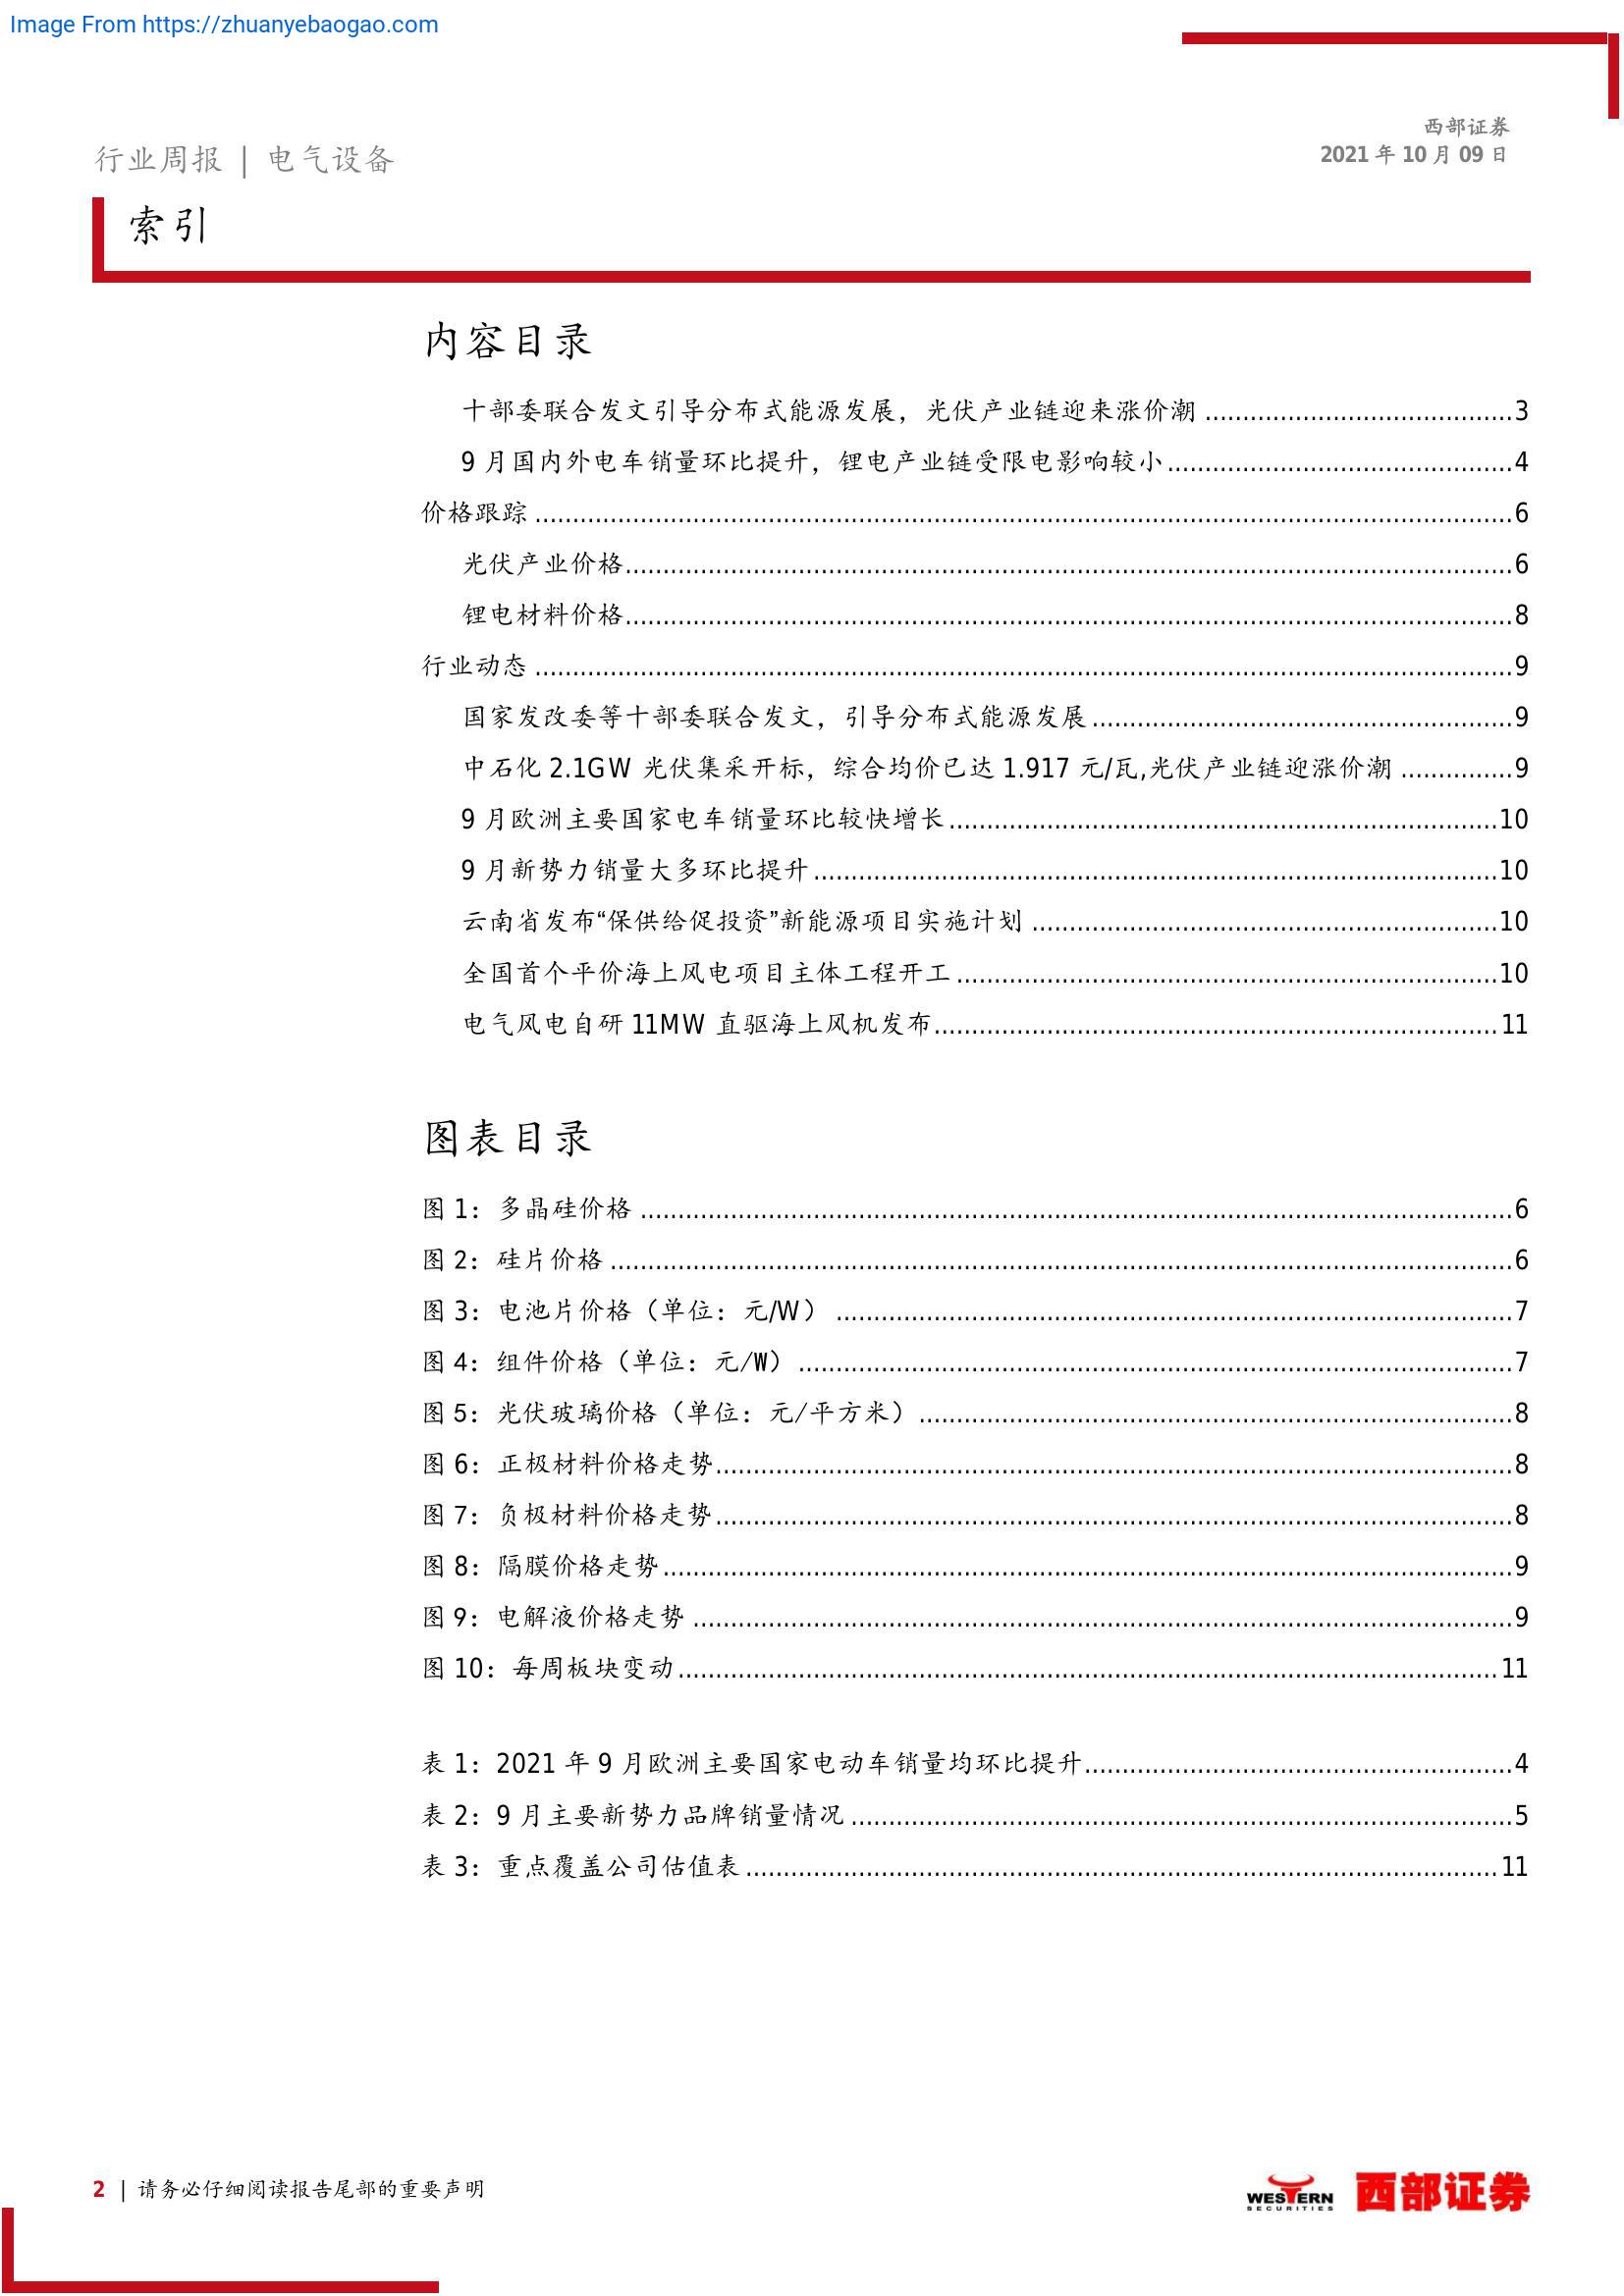 Image From https://zhuanyebaogao.com
西部证券
2021 年 10 月 09 日
行业周报 | 电气设备
索引
内容目录
十部委联合发文引导分布式能源发展，光伏产业链迎来涨价潮 ........................................ 3
9 月国内外电车销量环比提升，锂电产业链受限电影响较小 ........................................ 4
价格跟踪 ........................................ 6
光伏产业价格 ........................................ 6
锂电材料价格 ........................................ 8
行业动态 ........................................ 9
国家发改委等十部委联合发文，引导分布式能源发展 ........................................ 9
中石化 2.1GW 光伏集采开标，综合均价已达 1.917 元/瓦,光伏产业链迎涨价潮 ............... 9
9 月欧洲主要国家电车销量环比较快增长 ........................................ 10
9 月新势力销量大多环比提升 ........................................ 10
云南省发布“保供给促投资”新能源项目实施计划 ........................................ 10
全国首个平价海上风电项目主体工程开工 ........................................ 10
电气风电自研 11MW 直驱海上风机发布 ........................................ 11
图表目录
图 1：多晶硅价格 ........................................ 6
图 2：硅片价格 ........................................ 6
图 3：电池片价格（单位：元/W） ........................................ 7
图 4：组件价格（单位：元/W） ........................................ 7
图 5：光伏玻璃价格（单位：元/平方米） ........................................ 8
图 6：正极材料价格走势 ........................................ 8
图 7：负极材料价格走势 ........................................ 8
图 8：隔膜价格走势 ........................................ 9
图 9：电解液价格走势 ........................................ 9
图 10：每周板块变动 ........................................ 11
表 1：2021 年 9 月欧洲主要国家电动车销量均环比提升 ........................................ 4
表 2：9 月主要新势力品牌销量情况 ........................................ 5
表 3：重点覆盖公司估值表 ........................................ 11
2 | 请务必仔细阅读报告尾部的重要声明
WESTERN
SECURITIES
西部证券